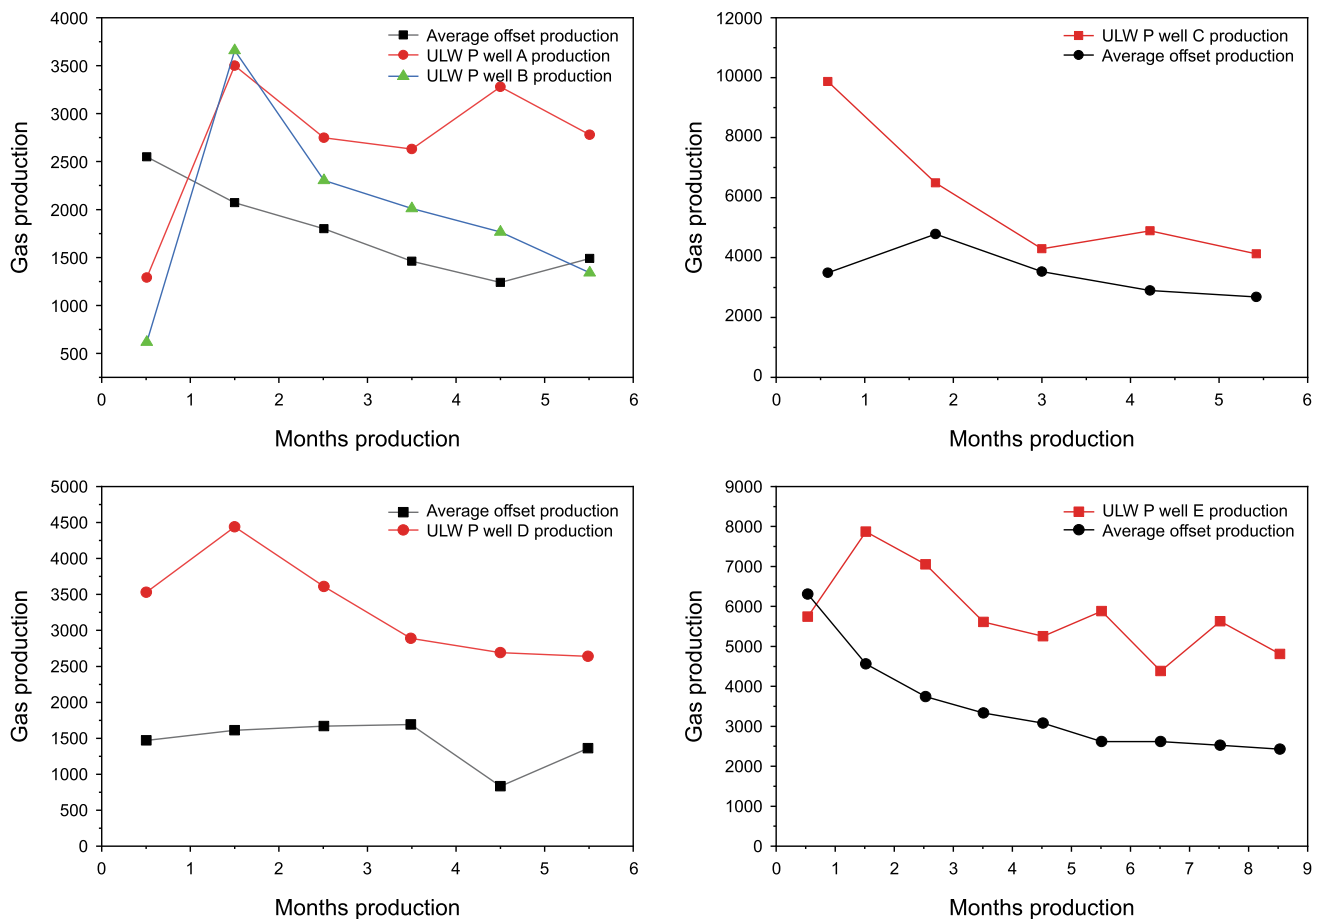 4000
3500
3000
2500
2000
1500
1000
500
Gas production
Average offset production
ULW P well A production
ULW P well B production
0 1 2 3 4 5 6
Months production
12000
10000
8000
6000
4000
2000
0
Gas production
ULW P well C production
Average offset production
1 2 3 4 5 6
Months production
5000
4500
4000
3500
3000
2500
2000
1500
1000
500
0
Gas production
Average offset production
ULW P well D production
0 1 2 3 4 5 6
Months production
9000
8000
7000
6000
5000
4000
3000
2000
1000
0
Gas production
ULW P well E production
Average offset production
0 1 2 3 4 5 6 7 8 9
Months production